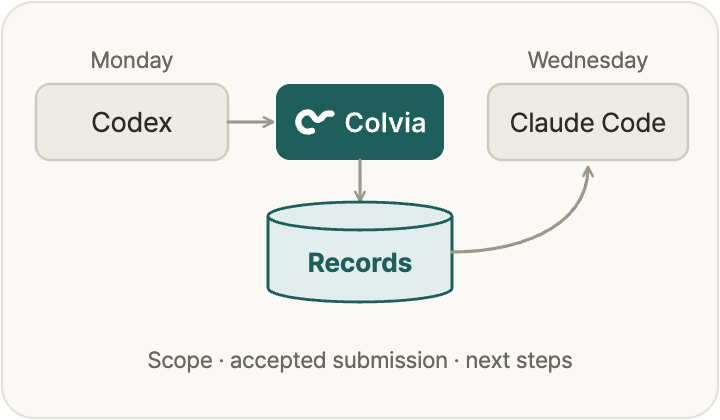 Monday
Wednesday
Codex
Colvia
Claude Code
Records
Scope · accepted submission · next steps